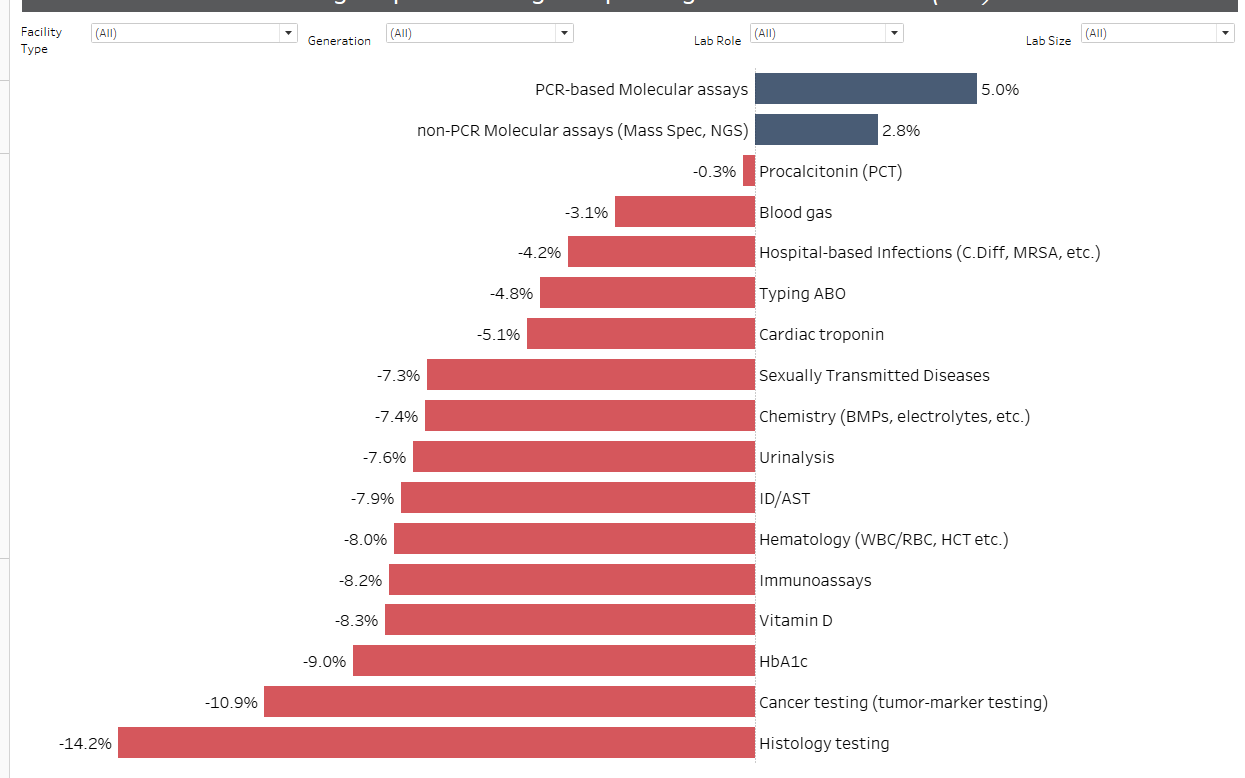 Facility Type
(All)
Generation
(All)
Lab Role
(All)
Lab Size
(All)
PCR-based Molecular assays 5.0%
non-PCR Molecular assays (Mass Spec, NGS) 2.8%
-0.3% Procalcitonin (PCT)
-3.1% Blood gas
-4.2% Hospital-based Infections (C.Diff, MRSA, etc.)
-4.8% Typing ABO
-5.1% Cardiac troponin
-7.3% Sexually Transmitted Diseases
-7.4% Chemistry (BMPs, electrolytes, etc.)
-7.6% Urinalysis
-7.9% ID/AST
-8.0% Hematology (WBC/RBC, HCT etc.)
-8.2% Immunoassays
-8.3% Vitamin D
-9.0% HbA1c
-10.9% Cancer testing (tumor-marker testing)
-14.2% Histology testing